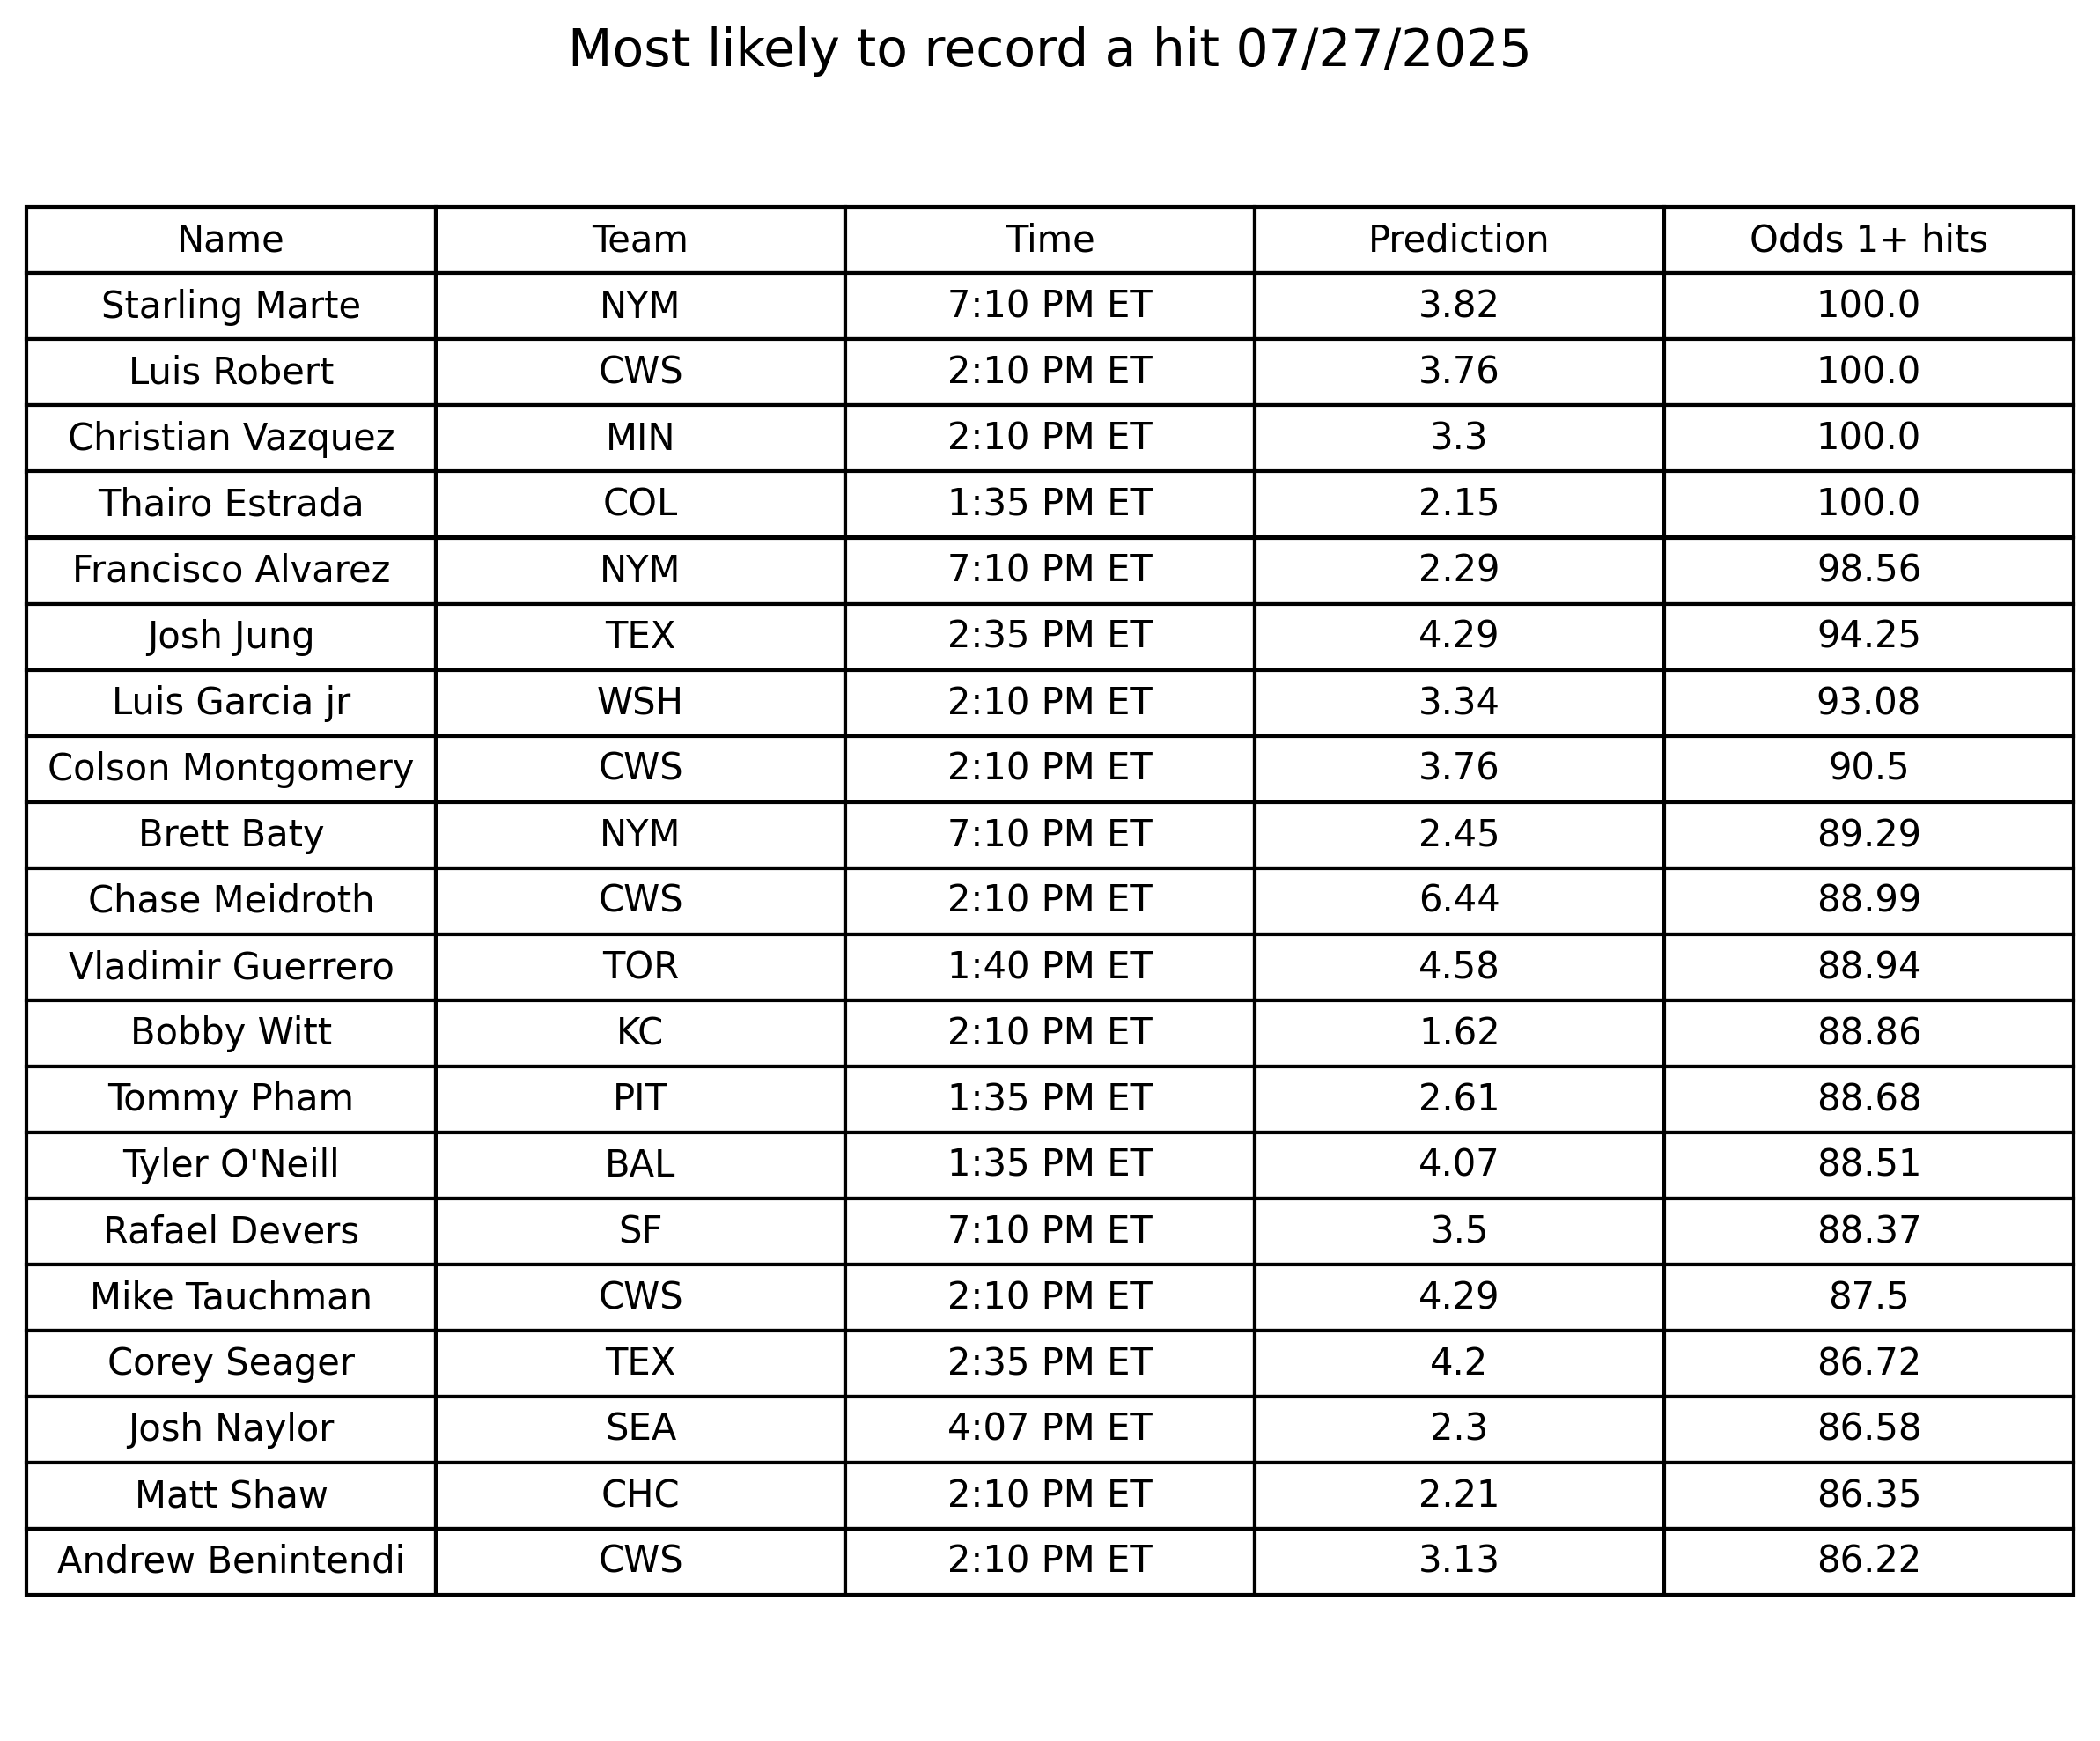 Most likely to record a hit 07/27/2025
Name Team Time Prediction Odds 1+ hits
Starling Marte NYM 7:10 PM ET 3.82 100.0
Luis Robert CWS 2:10 PM ET 3.76 100.0
Christian Vazquez MIN 2:10 PM ET 3.3 100.0
Thairo Estrada COL 1:35 PM ET 2.15 100.0
Francisco Alvarez NYM 7:10 PM ET 2.29 98.56
Josh Jung TEX 2:35 PM ET 4.29 94.25
Luis Garcia jr WSH 2:10 PM ET 3.34 93.08
Colson Montgomery CWS 2:10 PM ET 3.76 90.5
Brett Baty NYM 7:10 PM ET 2.45 89.29
Chase Meidroth CWS 2:10 PM ET 6.44 88.99
Vladimir Guerrero TOR 1:40 PM ET 4.58 88.94
Bobby Witt KC 2:10 PM ET 1.62 88.86
Tommy Pham PIT 1:35 PM ET 2.61 88.68
Tyler O'Neill BAL 1:35 PM ET 4.07 88.51
Rafael Devers SF 7:10 PM ET 3.5 88.37
Mike Tauchman CWS 2:10 PM ET 4.29 87.5
Corey Seager TEX 2:35 PM ET 4.2 86.72
Josh Naylor SEA 4:07 PM ET 2.3 86.58
Matt Shaw CHC 2:10 PM ET 2.21 86.35
Andrew Benintendi CWS 2:10 PM ET 3.13 86.22